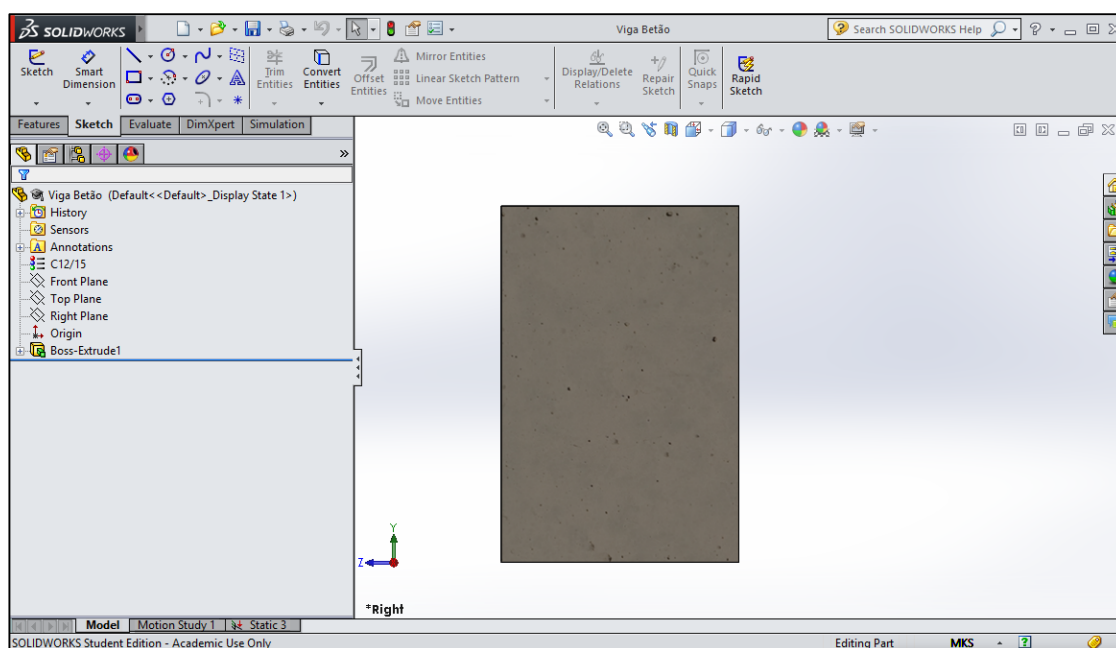 SOLIDWORKS
Viga Betão
Search SOLIDWORKS Help
Sketch
Smart Dimension
Trim Entities
Convert Entities
Offset Entities
Mirror Entities
Linear Sketch Pattern
Move Entities
Display/Delete Relations
Repair Sketch
Quick Snaps
Rapid Sketch
Features Sketch Evaluate DimXpert Simulation
Viga Betão (Default<<Default>_Display State 1>)
History
Sensors
Annotations
C12/15
Front Plane
Top Plane
Right Plane
Origin
Boss-Extrude1
Y
Z
*Right
Model Motion Study 1 Static 3
SOLIDWORKS Student Edition - Academic Use Only
Editing Part MKS